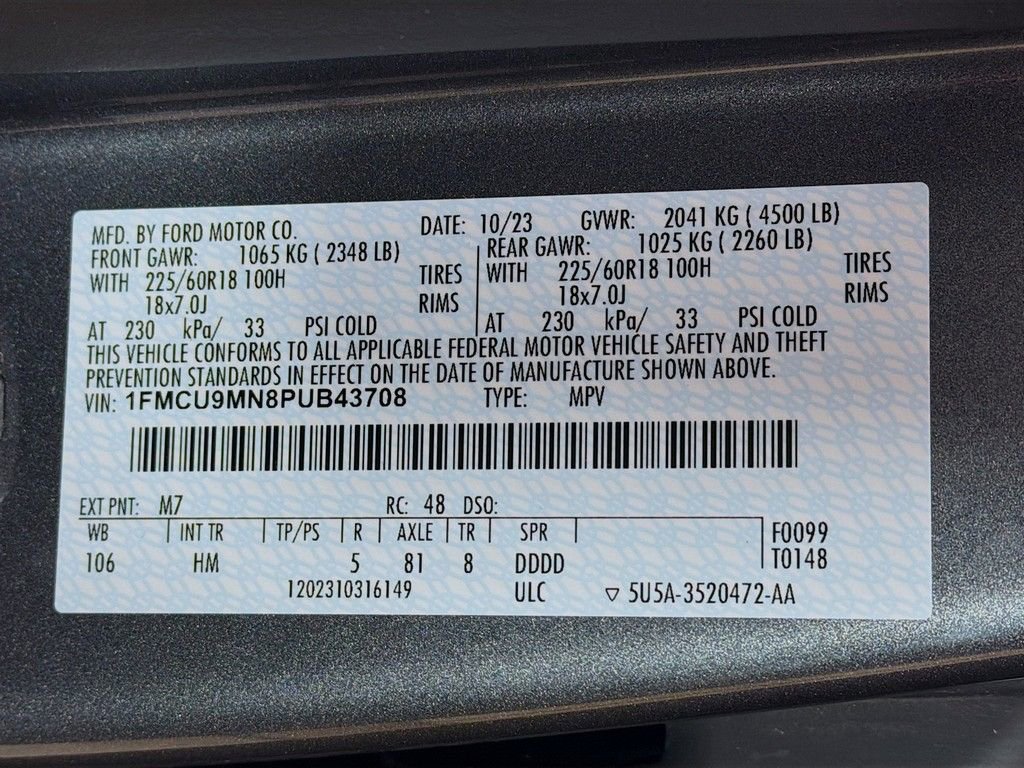 MFD. BY FORD MOTOR CO. DATE: 10/23 GVWR: 2041 KG ( 4500 LB)
FRONT GAWR: 1065 KG ( 2348 LB) REAR GAWR: 1025 KG ( 2260 LB)
WITH 225/60R18 100H TIRES WITH 225/60R18 100H TIRES
18x7.0J RIMS 18x7.0J RIMS
AT 230 kPa/ 33 PSI COLD AT 230 kPa/ 33 PSI COLD
THIS VEHICLE CONFORMS TO ALL APPLICABLE FEDERAL MOTOR VEHICLE SAFETY AND THEFT
PREVENTION STANDARDS IN EFFECT ON THE DATE OF MANUFACTURE SHOWN ABOVE.
VIN: 1FMCU9MN8PUB43708 TYPE: MPV
EXT PNT: M7 RC: 48 DSO:
WB INT TR TP/PS R AXLE TR SPR F0099
106 HM 5 81 8 DDDD T0148
1202310316149 ULC ▽ 5U5A-3520472-AA